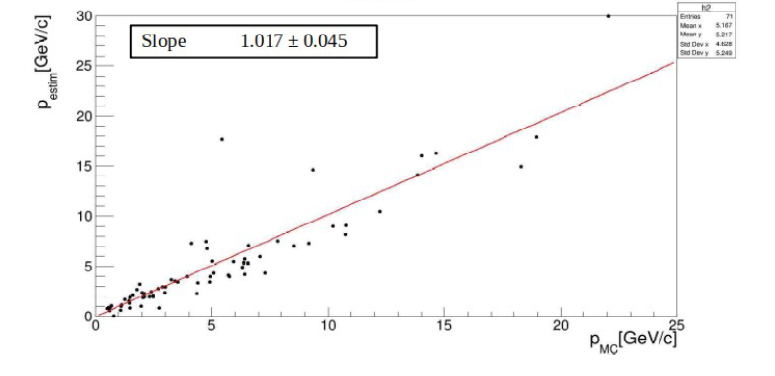 h2
Entries 71
Mean x 5.167
Mean y 5.217
Std Dev x 4.628
Std Dev y 5.249
Slope 1.017 ± 0.045
p_estim[GeV/c]
30
25
20
15
10
5
0
0 5 10 15 20 25
p_MC[GeV/c]